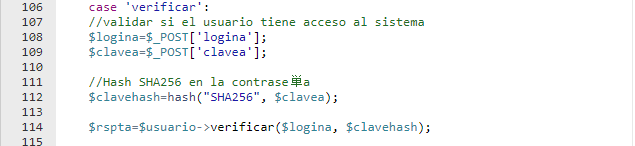 106 case 'verificar':
107 //validar si el usuario tiene acceso al sistema
108 $logina=$_POST['logina'];
109 $clavea=$_POST['clavea'];
110
111 //Hash SHA256 en la contrase單a
112 $clavehash=hash("SHA256", $clavea);
113
114 $rspta=$usuario->verificar($logina, $clavehash);
115